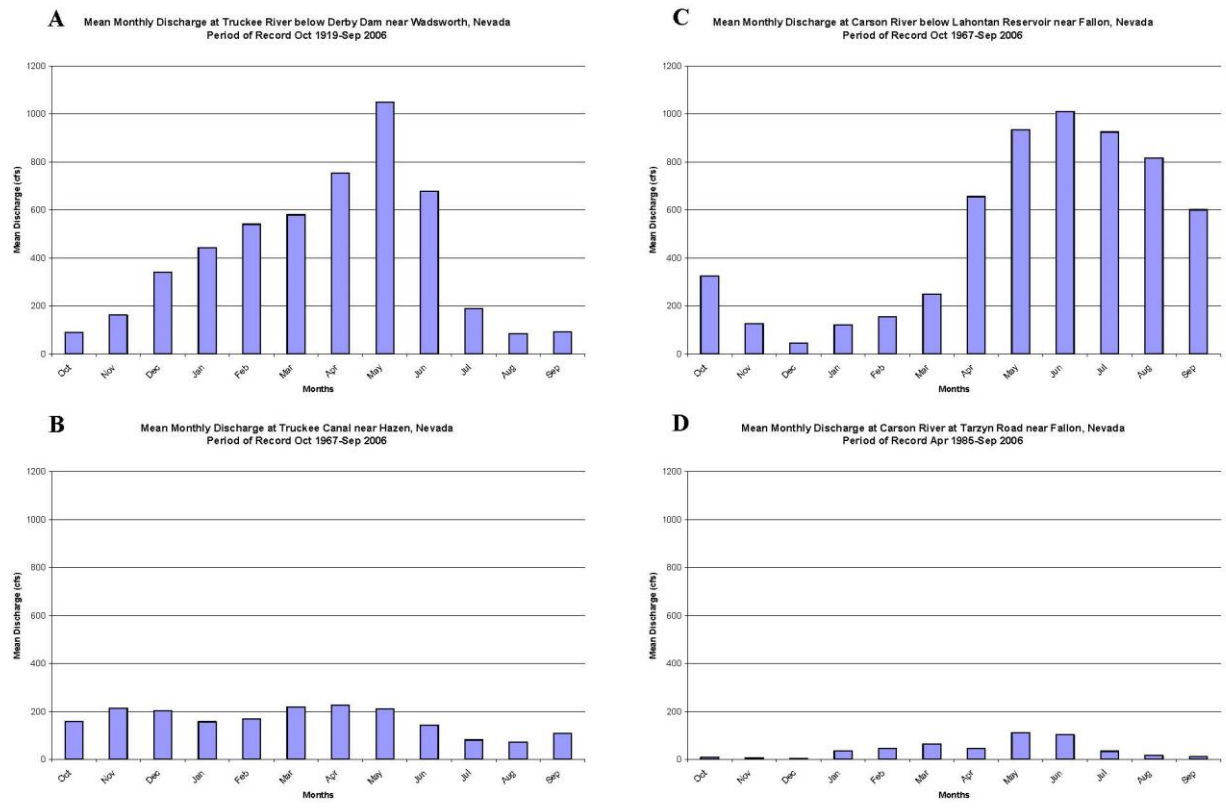 A
Mean Monthly Discharge at Truckee River below Derby Dam near Wadsworth, Nevada
Period of Record Oct 1919-Sep 2006
Mean Discharge (cfs)
1200
1000
800
600
400
200
0
Oct Nov Dec Jan Feb Mar Apr May Jun Jul Aug Sep
Months
C
Mean Monthly Discharge at Carson River below Lahontan Reservoir near Fallon, Nevada
Period of Record Oct 1967-Sep 2006
Mean Discharge (cfs)
1200
1000
800
600
400
200
0
Oct Nov Dec Jan Feb Mar Apr May Jun Jul Aug Sep
Months
B
Mean Monthly Discharge at Truckee Canal near Hazen, Nevada
Period of Record Oct 1967-Sep 2006
Mean Discharge (cfs)
1200
1000
800
600
400
200
0
Oct Nov Dec Jan Feb Mar Apr May Jun Jul Aug Sep
Months
D
Mean Monthly Discharge at Carson River at Tarzyn Road near Fallon, Nevada
Period of Record Apr 1985-Sep 2006
Mean Discharge (cfs)
1200
1000
800
600
400
200
0
Oct Nov Dec Jan Feb Mar Apr May Jun Jul Aug Sep
Months